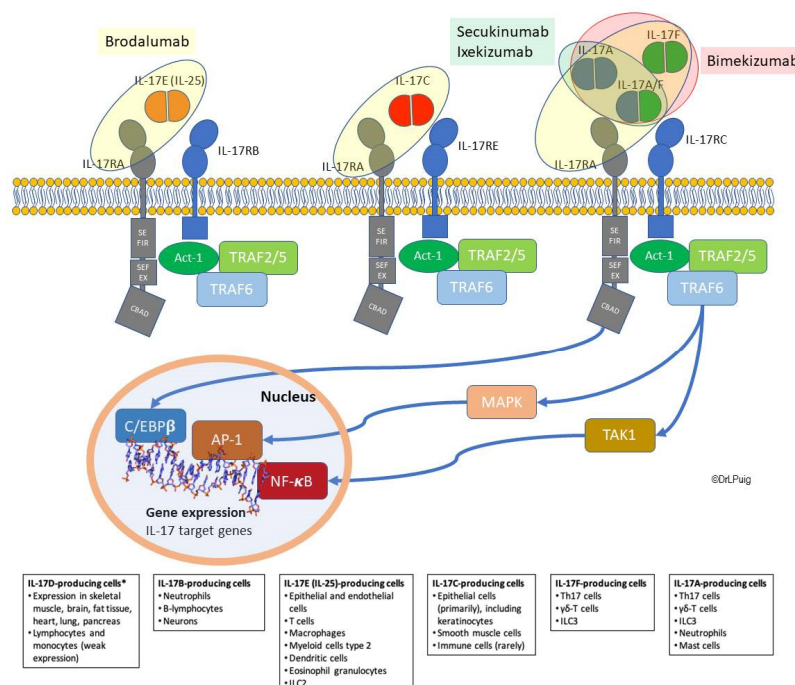 Brodalumab
IL-17E (IL-25)
IL-17RA
IL-17RB
IL-17C
IL-17RA
IL-17RE
Secukinumab
Ixekizumab
IL-17A
IL-17F
IL-17A/F
Bimekizumab
IL-17RA
IL-17RC
SE
FIR
SEF
EX
CBAD
Act-1
TRAF2/5
TRAF6
SE
FIR
SEF
EX
CBAD
Act-1
TRAF2/5
TRAF6
SE
FIR
SEF
EX
CBAD
Act-1
TRAF2/5
TRAF6
Nucleus
C/EBPβ
AP-1
NF-κB
MAPK
TAK1
Gene expression
IL-17 target genes
©DrLPuig
IL-17D-producing cells*
• Expression in sketetal
muscle, brain, fat tissue,
heart, lung, pancreas
• Lymphocytes and
monocytes (weak
expression)
IL-17B-producing cells
• Neutrophils
• B-lymphocytes
• Neurons
IL-17E (IL-25)-producing cells
• Epithelial and endothelial
cells
• T cells
• Macrophages
• Myeloid cells type 2
• Dendritic cells
• Eosinophil granulocytes
• ILC2
IL-17C-producing cells
• Epithelial cells
(primarily), including
keratinocytes
• Smooth muscle cells
• Immune cells (rarely)
IL-17F-producing cells
• Th17 cells
• γδ-T cells
• ILC3
IL-17A-producing cells
• Th17 cells
• γδ-T cells
• ILC3
• Neutrophils
• Mast cells